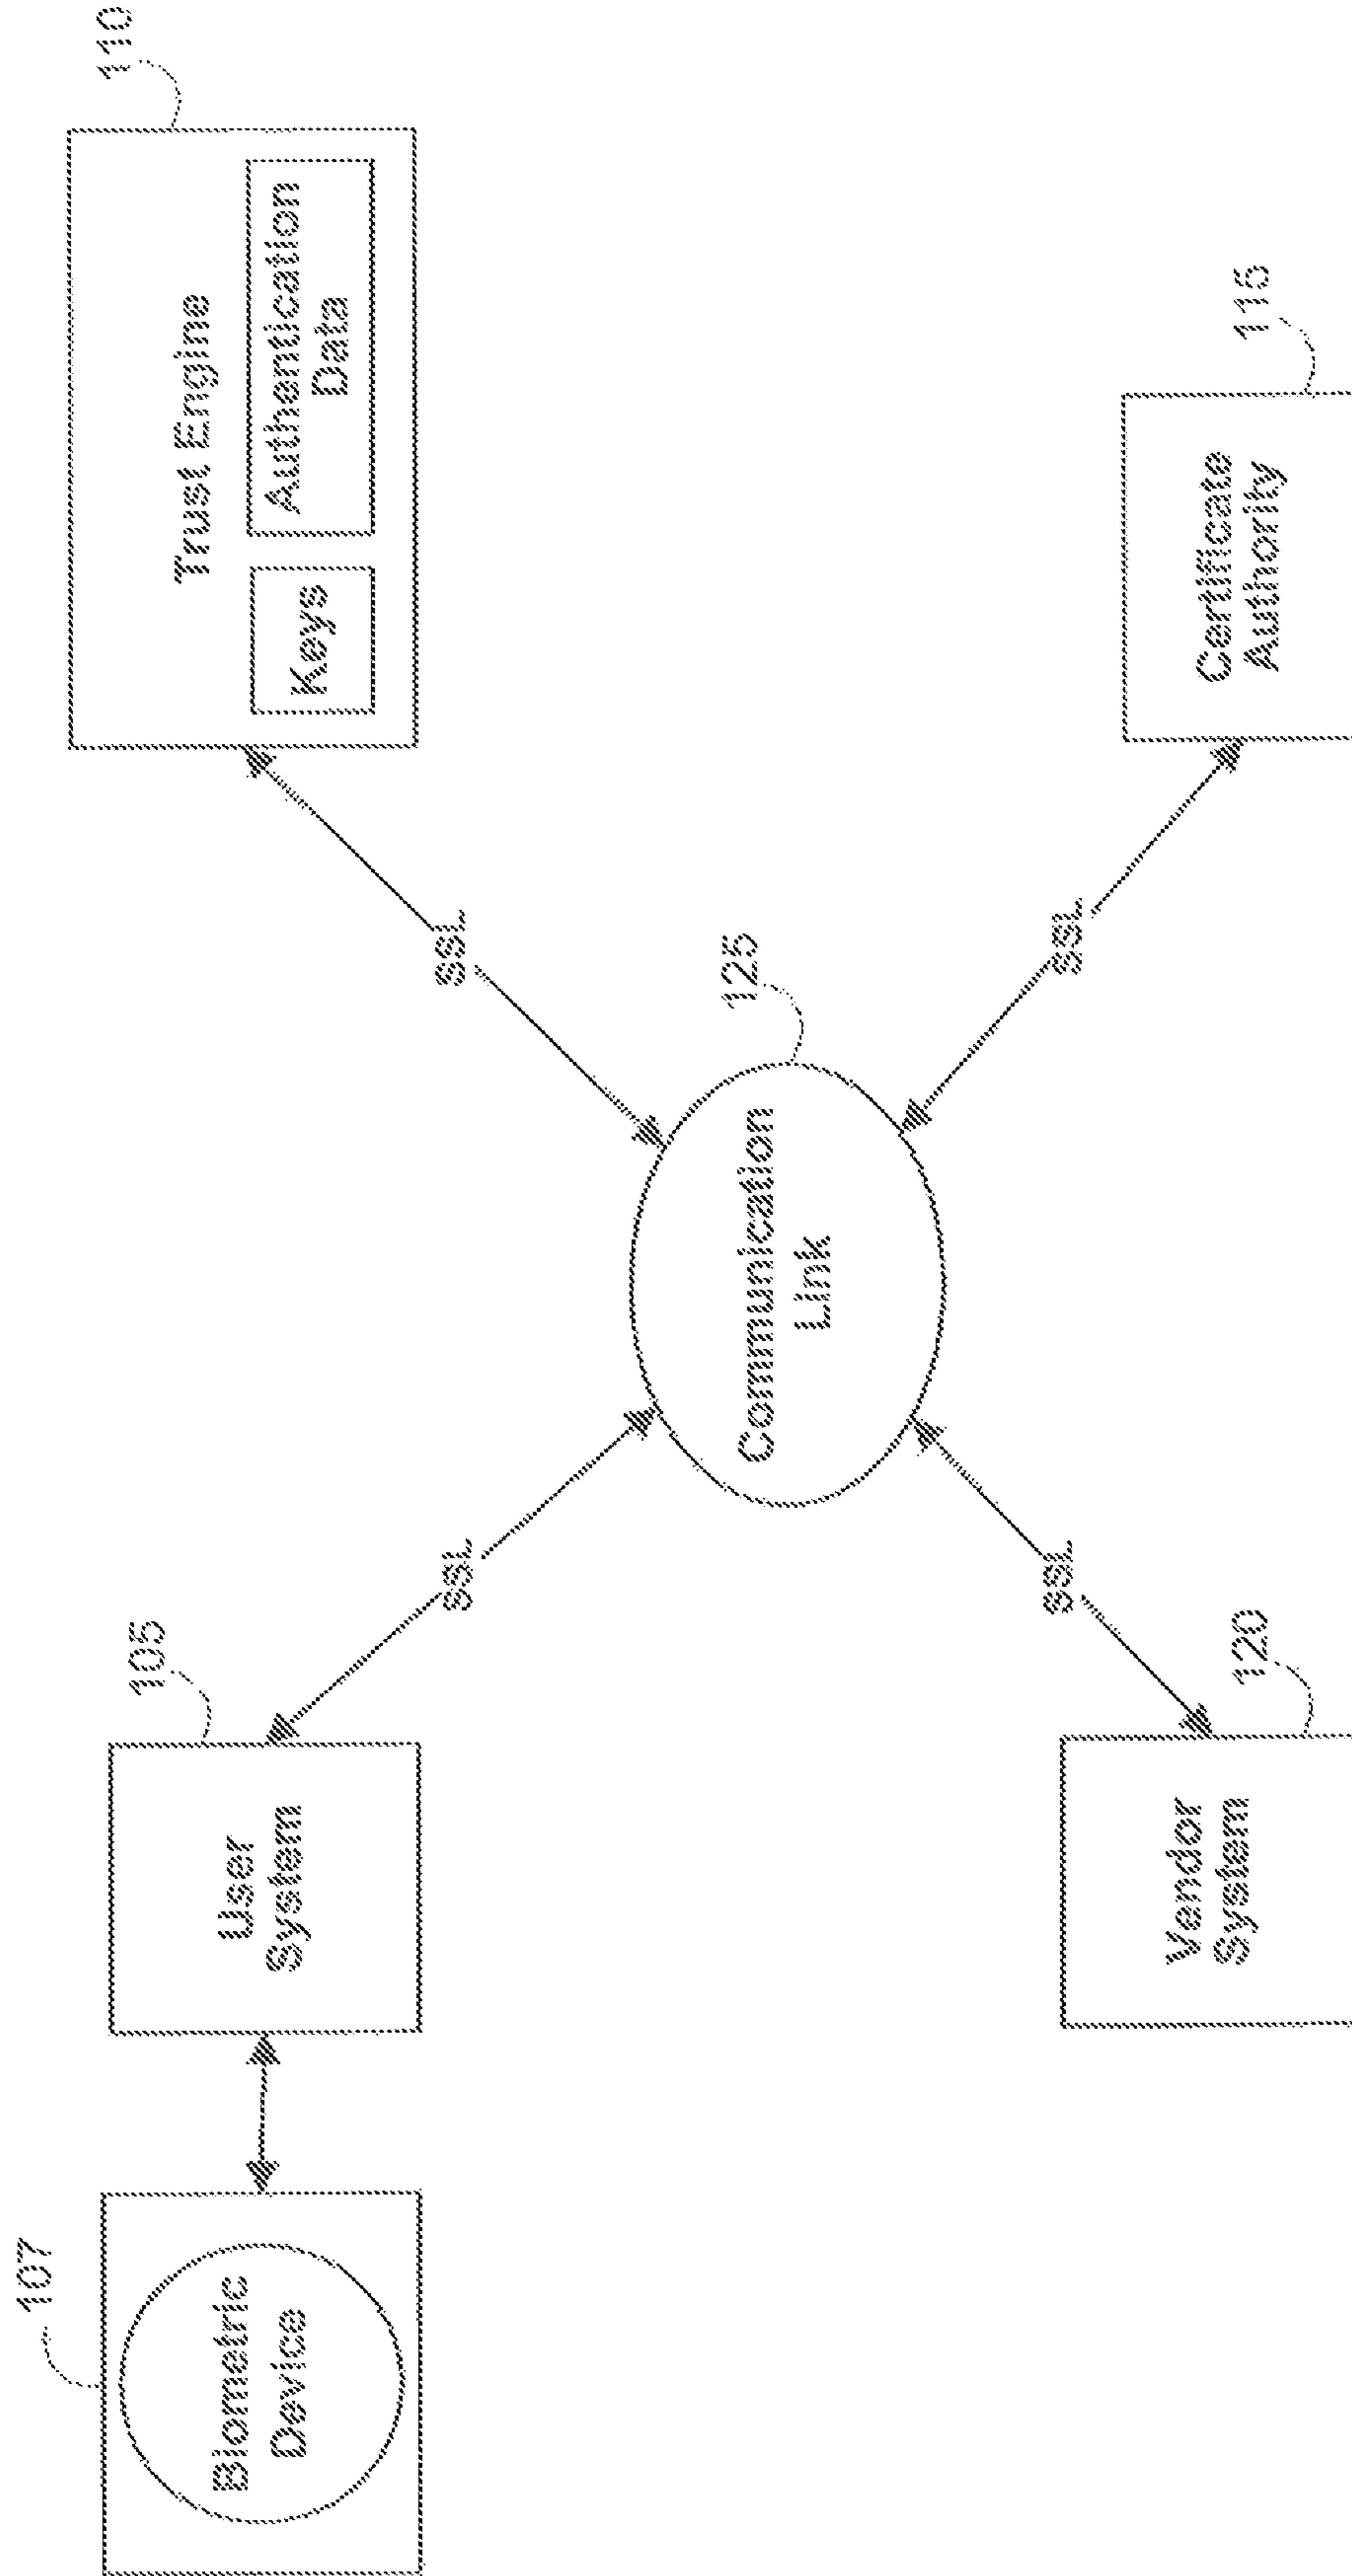 107
Biometric
Device
105
User
System
SSL
110
Trust Engine
Keys
Authentication
Data
SSL
125
Communication
Link
120
Vendor
System
SSL
115
Certificate
Authority
SSL